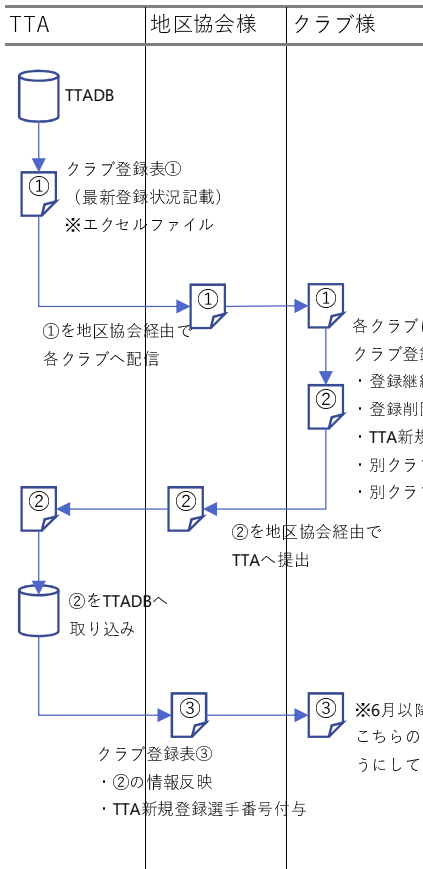 TTA
地区協会様
クラブ様
TTADB
クラブ登録表①
（最新登録状況記載）
※エクセルファイル
①
①
①
①を地区協会経由で
各クラブへ配信
各クラブ
クラブ登録
・登録継続
・登録削
・TTA新規
・別クラブ
・別クラブ
②
②
②
②を地区協会経由で
TTAへ提出
②をTTADBへ
取り込み
③
③
クラブ登録表③
・②の情報反映
・TTA新規登録選手番号付与
※6月以降
こちらの
うにして